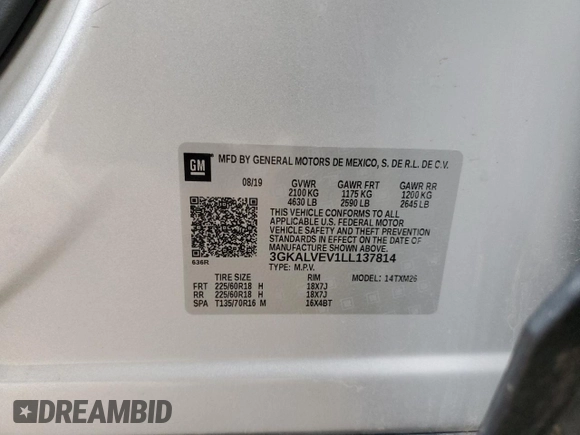 GM
MFD BY GENERAL MOTORS DE MEXICO, S. DE R.L. DE C.V.
08/19 GVWR GAWR FRT GAWR RR
2100 KG 1175 KG 1200 KG
4630 LB 2590 LB 2645 LB
THIS VEHICLE CONFORMS TO ALL
APPLICABLE U.S. FEDERAL MOTOR
VEHICLE SAFETY AND THEFT PREVENTION
STANDARDS IN EFFECT ON THE DATE OF
MANUFACTURE SHOWN ABOVE.
636R 3GKALVEV1LL137814
TYPE: M.P.V. MODEL: 14TXM26
TIRE SIZE RIM
FRT 225/60R18 H 18X7J
RR 225/60R18 H 18X7J
SPA T135/70R16 M 16X4BT
DREAMBID